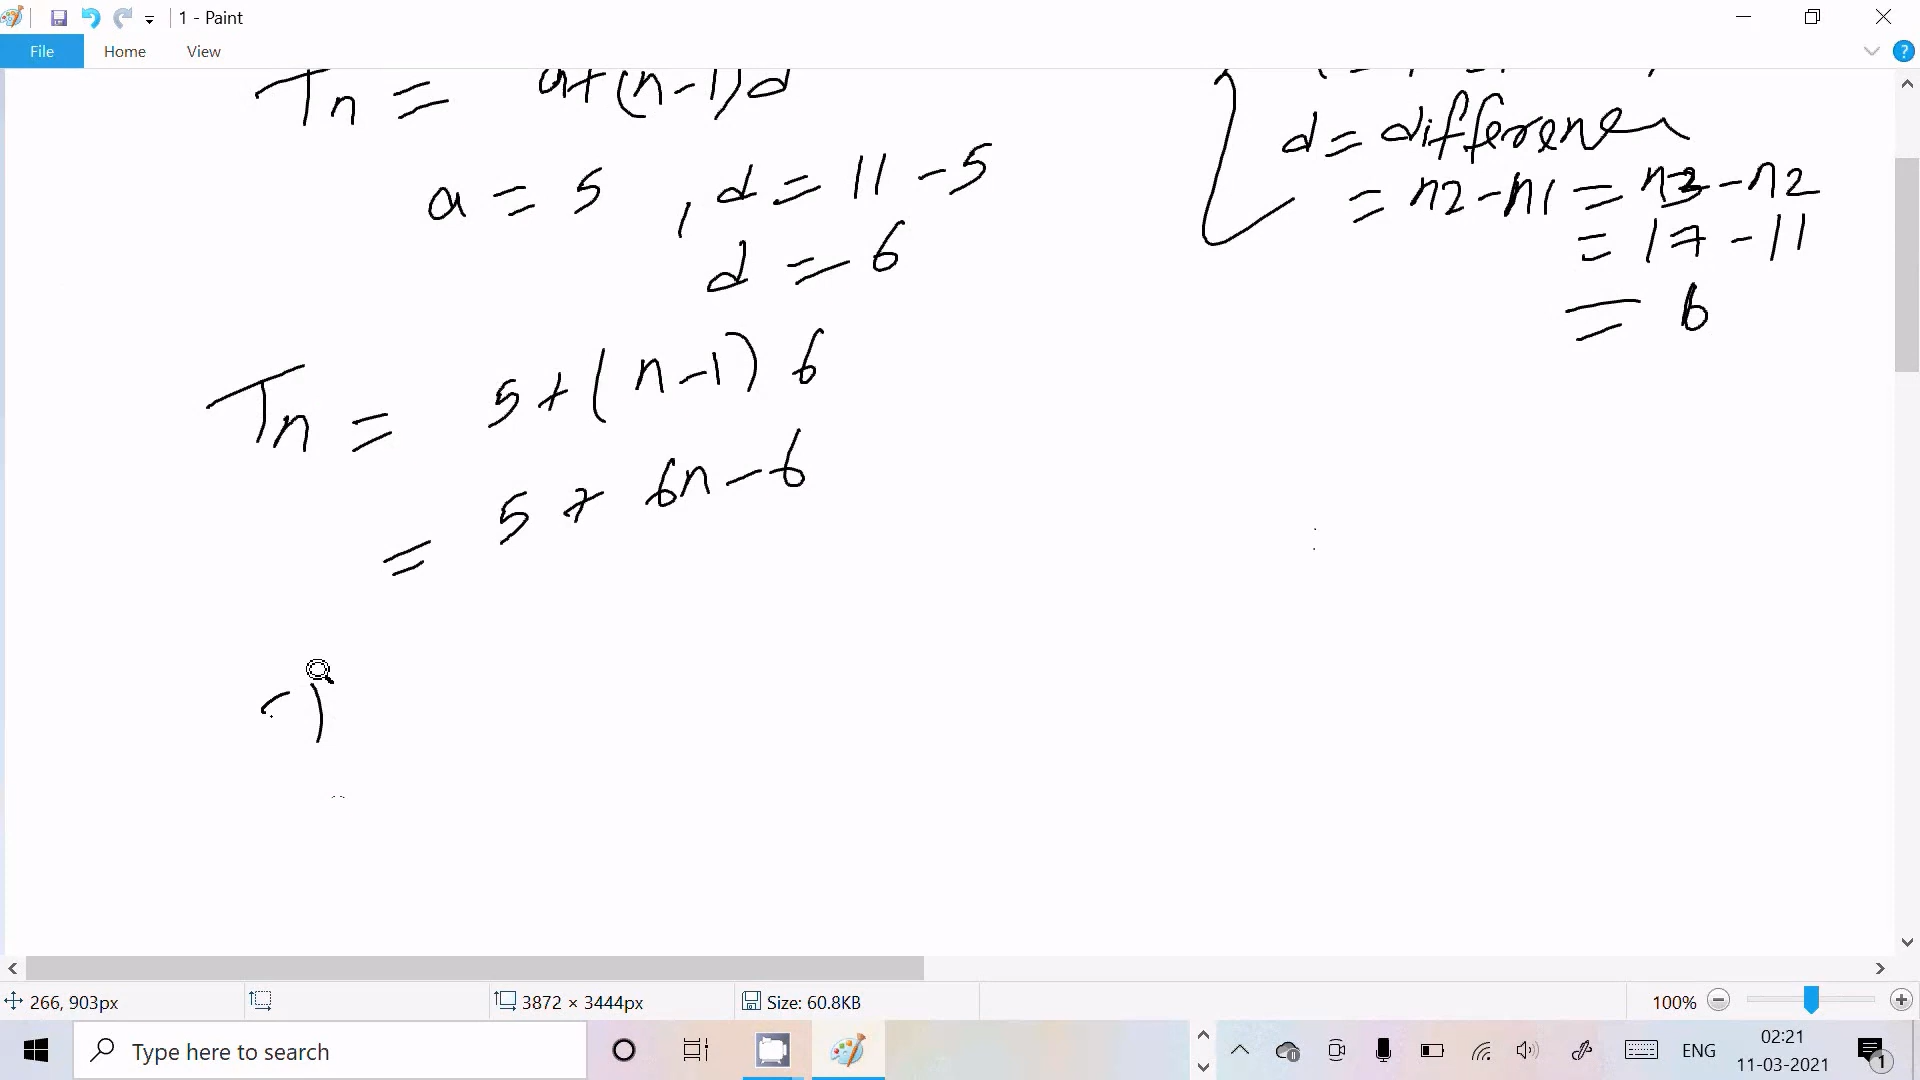 1 - Paint
File Home View
Tn = a+(n-1)d
a = 5 , d = 11 - 5
d = 6
Tn = 5+(n-1) 6
= 5 + 6n - 6
d = difference
= n2 - n1 = n3 - n2
= 17 - 11
= 6
266, 903px 3872 × 3444px Size: 60.8KB 100%
Type here to search
ENG 02:21
11-03-2021 1